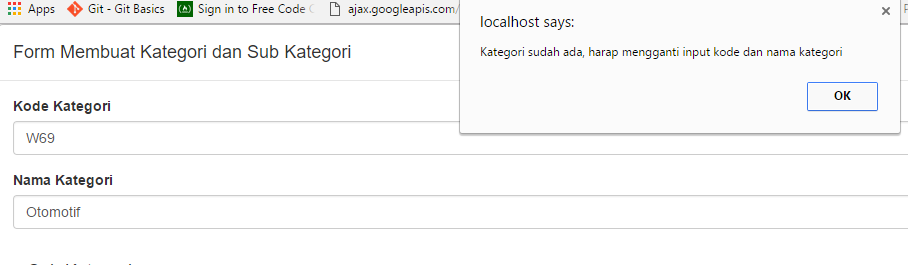 Apps Git - Git Basics Sign in to Free Code C ajax.googleapis.com/
localhost says:
Kategori sudah ada, harap mengganti input kode dan nama kategori
OK
Form Membuat Kategori dan Sub Kategori
Kode Kategori
W69
Nama Kategori
Otomotif